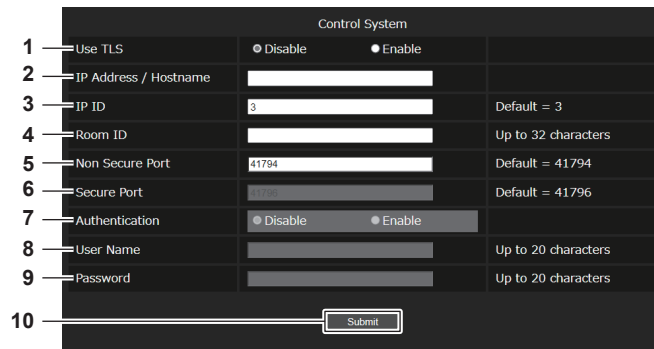 Control System
1 Use TLS Disable Enable
2 IP Address / Hostname
3 IP ID 3 Default = 3
4 Room ID Up to 32 characters
5 Non Secure Port 41794 Default = 41794
6 Secure Port 41796 Default = 41796
7 Authentication Disable Enable
8 User Name Up to 20 characters
9 Password Up to 20 characters
10 Submit